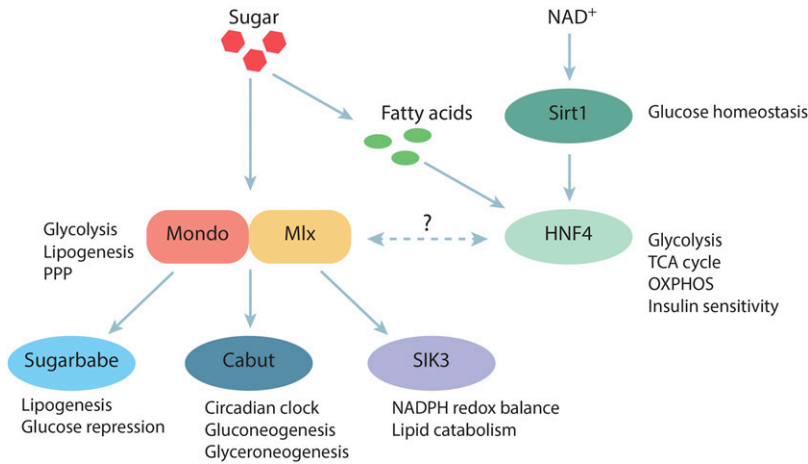 Sugar
NAD+
Fatty acids
Sirt1
Glucose homeostasis
Glycolysis
Lipogenesis
PPP
Mondo
Mlx
?
HNF4
Glycolysis
TCA cycle
OXPHOS
Insulin sensitivity
Sugarbabe
Cabut
SIK3
Lipogenesis
Glucose repression
Circadian clock
Gluconeogenesis
Glyceroneogenesis
NADPH redox balance
Lipid catabolism